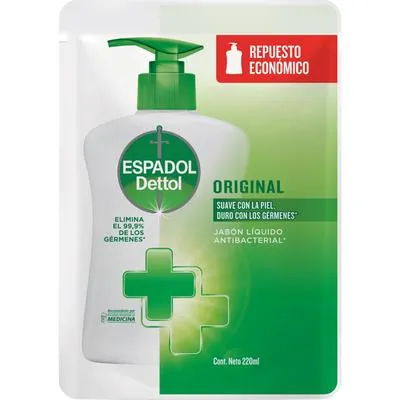 REPUESTO
ECONÓMICO
ESPADOL
Dettol
ORIGINAL
SUAVE CON LA PIEL,
DURO CON LOS GÉRMENES*
JABÓN LÍQUIDO
ANTIBACTERIAL*
ELIMINA
EL 99,9%
DE LOS
GÉRMENES*
MEDICINA
Cont. Neto 220ml